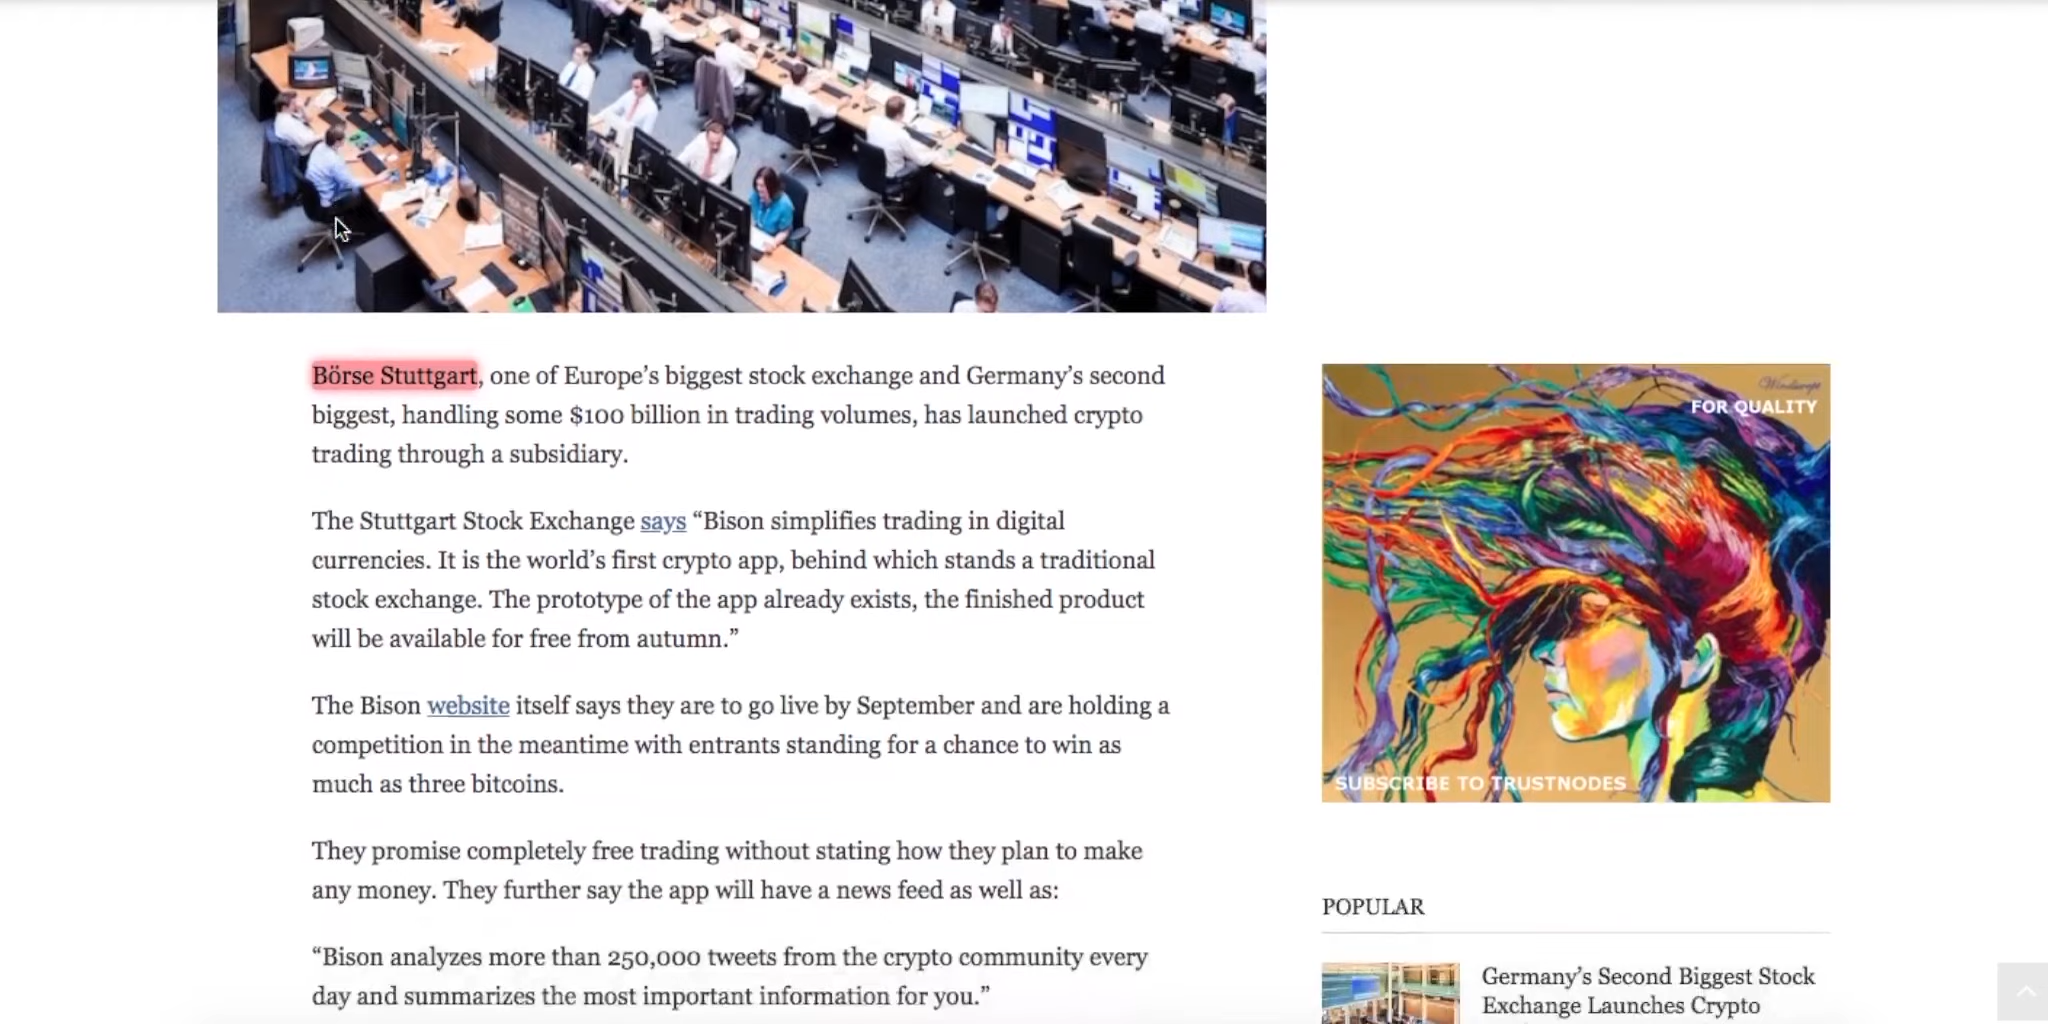 Börse Stuttgart, one of Europe’s biggest stock exchange and Germany’s second
biggest, handling some $100 billion in trading volumes, has launched crypto
trading through a subsidiary.
The Stuttgart Stock Exchange says “Bison simplifies trading in digital
currencies. It is the world’s first crypto app, behind which stands a traditional
stock exchange. The prototype of the app already exists, the finished product
will be available for free from autumn.”
The Bison website itself says they are to go live by September and are holding a
competition in the meantime with entrants standing for a chance to win as
much as three bitcoins.
They promise completely free trading without stating how they plan to make
any money. They further say the app will have a news feed as well as:
“Bison analyzes more than 250,000 tweets from the crypto community every
day and summarizes the most important information for you.”
Windswept
FOR QUALITY
SUBSCRIBE TO TRUSTNODES
POPULAR
Germany’s Second Biggest Stock
Exchange Launches Crypto